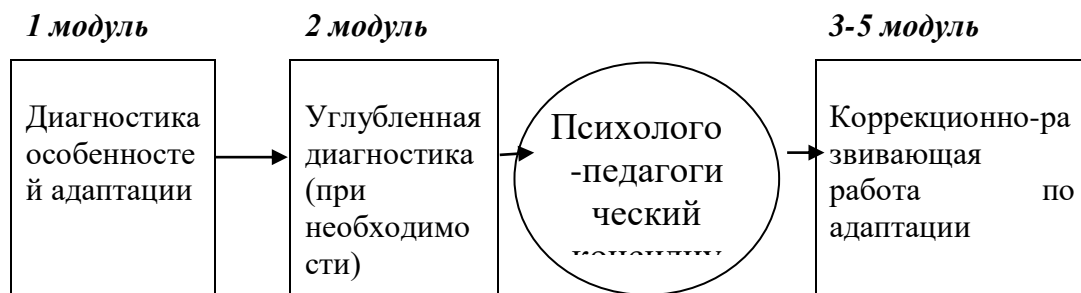 1 модуль
2 модуль
3-5 модуль
Диагностика
особенносте
й адаптации
Углубленная
диагностика
(при
необходимо
сти)
Психолого
-педагоги
ческий
Коррекционно-ра
звивающая
работа по
адаптации